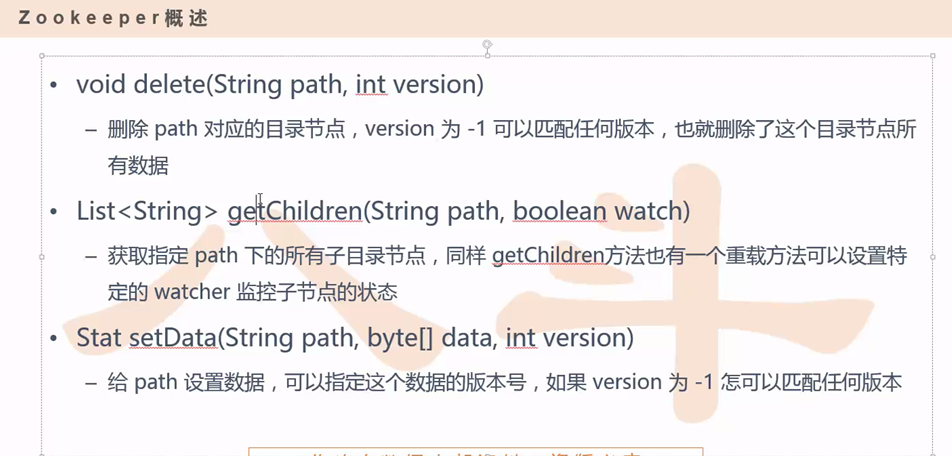 Zookeeper概述
• void delete(String path, int version)
– 删除 path 对应的目录节点，version 为 -1 可以匹配任何版本，也就删除了这个目录节点所
有数据
• List<String> getChildren(String path, boolean watch)
– 获取指定 path 下的所有子目录节点，同样 getChildren方法也有一个重载方法可以设置特
定的 watcher 监控子节点的状态
• Stat setData(String path, byte[] data, int version)
– 给 path 设置数据，可以指定这个数据的版本号，如果 version 为 -1 怎可以匹配任何版本
八斗